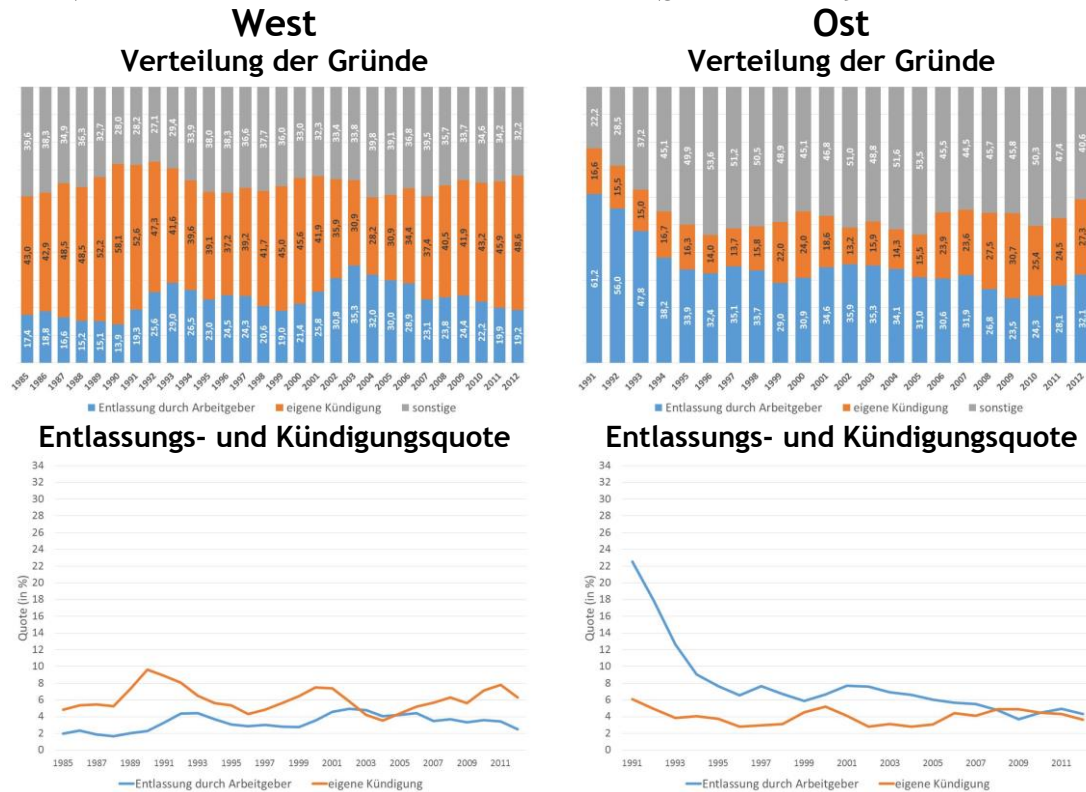 West
Verteilung der Gründe
39,6 38,3 34,9 36,3 32,7 28,0 28,2 27,1 29,4 33,9 38,0 38,3 36,6 37,7 36,0 33,0 32,3 33,4 33,8 39,8 39,1 36,8 39,5 35,7 33,7 34,6 34,2 32,2
43,0 42,9 48,5 48,5 52,2 58,1 52,6 47,3 41,6 39,6 39,1 37,2 39,2 41,7 45,0 45,6 41,9 35,9 30,9 28,2 30,9 34,4 37,4 40,5 41,9 43,2 45,9 48,6
17,4 18,8 16,6 15,2 15,1 13,9 19,3 25,6 29,0 26,5 23,0 24,5 24,3 20,6 19,0 21,4 25,8 30,8 35,3 32,0 30,0 28,9 23,1 23,8 24,4 22,2 19,9 19,2
1985 1986 1987 1988 1989 1990 1991 1992 1993 1994 1995 1996 1997 1998 1999 2000 2001 2002 2003 2004 2005 2006 2007 2008 2009 2010 2011 2012
Entlassung durch Arbeitgeber eigene Kündigung sonstige
Ost
Verteilung der Gründe
22,2 28,5 37,2 45,1 49,9 53,6 51,2 50,5 48,9 45,1 46,8 51,0 48,8 51,6 53,5 45,5 44,5 45,7 45,8 50,3 47,4 40,6
16,6 15,5 15,0 16,7 16,3 14,0 13,7 15,8 22,0 24,0 18,6 13,2 15,9 14,3 15,5 23,9 23,6 27,5 30,7 25,4 24,5 27,3
61,2 56,0 47,8 38,2 33,9 32,4 35,1 33,7 29,0 30,9 34,6 35,9 35,3 34,1 31,0 30,6 31,9 26,8 23,5 24,3 28,1 32,1
1991 1992 1993 1994 1995 1996 1997 1998 1999 2000 2001 2002 2003 2004 2005 2006 2007 2008 2009 2010 2011 2012
Entlassung durch Arbeitgeber eigene Kündigung sonstige
Entlassungs- und Kündigungsquote
Quote (in %)
34
32
30
28
26
24
22
20
18
16
14
12
10
8
6
4
2
0
1985 1987 1989 1991 1993 1995 1997 1999 2001 2003 2005 2007 2009 2011
Entlassung durch Arbeitgeber eigene Kündigung
Entlassungs- und Kündigungsquote
Quote (in %)
34
32
30
28
26
24
22
20
18
16
14
12
10
8
6
4
2
0
1991 1993 1995 1997 1999 2001 2003 2005 2007 2009 2011
Entlassung durch Arbeitgeber eigene Kündigung